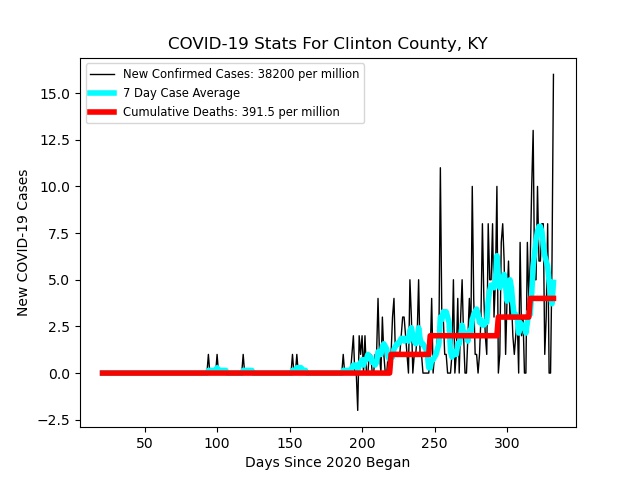 COVID-19 Stats For Clinton County, KY
New Confirmed Cases: 38200 per million
7 Day Case Average
Cumulative Deaths: 391.5 per million
15.0
12.5
10.0
7.5
5.0
2.5
0.0
−2.5
New COVID-19 Cases
50 100 150 200 250 300
Days Since 2020 Began